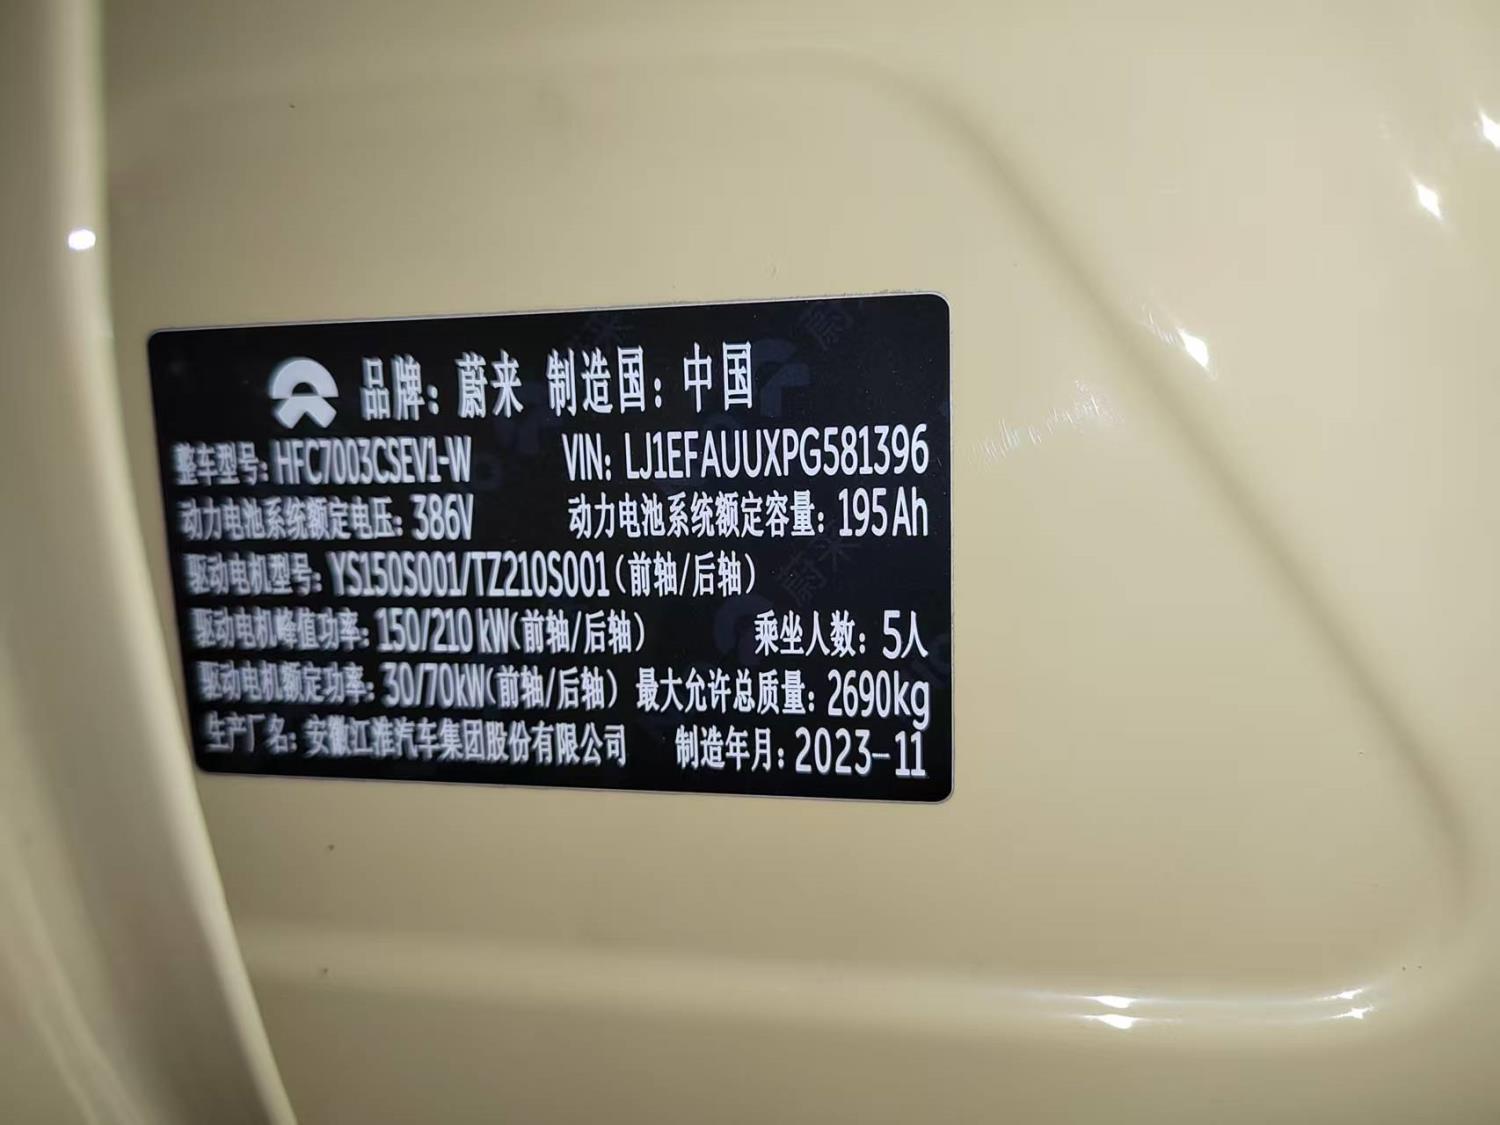 品牌：蔚来 制造国：中国
整车型号：HFC7003CSEV1-W VIN: LJ1EFAUUXPG581396
动力电池系统额定电压：386V 动力电池系统额定容量：195Ah
驱动电机型号：YS150S001/TZ210S001(前轴/后轴)
驱动电机峰值功率：150/210 kW(前轴/后轴) 乘坐人数：5人
驱动电机额定功率：30/70kW(前轴/后轴) 最大允许总质量：2690kg
生产厂名：安徽江淮汽车集团股份有限公司 制造年月：2023-11